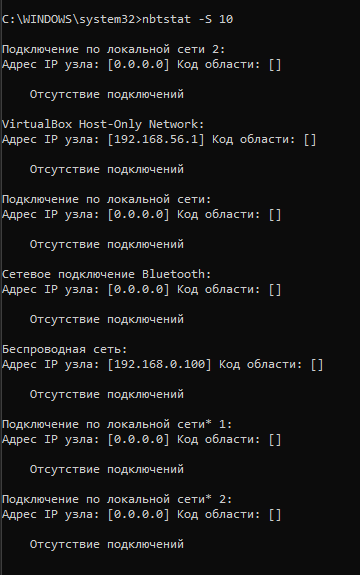 C:\WINDOWS\system32>nbtstat -S 10
Подключение по локальной сети 2:
Адрес IP узла: [0.0.0.0] Код области: []
Отсутствие подключений
VirtualBox Host-Only Network:
Адрес IP узла: [192.168.56.1] Код области: []
Отсутствие подключений
Подключение по локальной сети:
Адрес IP узла: [0.0.0.0] Код области: []
Отсутствие подключений
Сетевое подключение Bluetooth:
Адрес IP узла: [0.0.0.0] Код области: []
Отсутствие подключений
Беспроводная сеть:
Адрес IP узла: [192.168.0.100] Код области: []
Отсутствие подключений
Подключение по локальной сети* 1:
Адрес IP узла: [0.0.0.0] Код области: []
Отсутствие подключений
Подключение по локальной сети* 2:
Адрес IP узла: [0.0.0.0] Код области: []
Отсутствие подключений